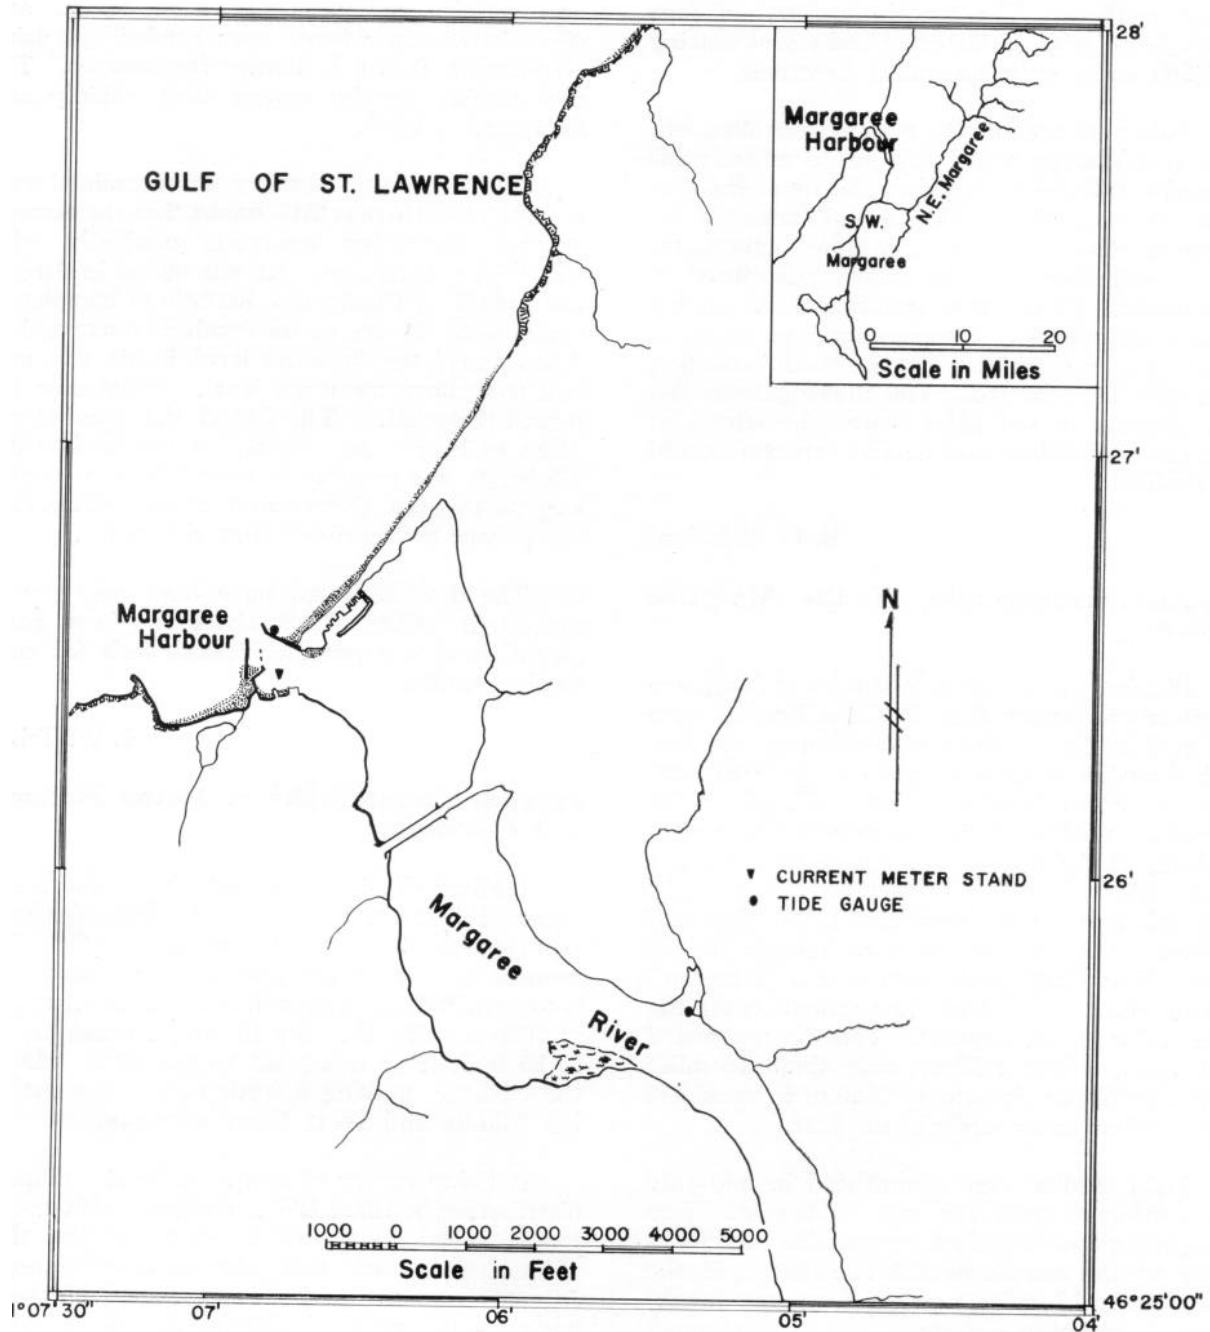 28'
Margaree
Harbour
GULF OF ST. LAWRENCE
N.E. Margaree
S.W.
Margaree
0 10 20
Scale in Miles
27'
N
Margaree
Harbour
26'
▼ CURRENT METER STAND
● TIDE GAUGE
Margaree
River
1000 0 1000 2000 3000 4000 5000
Scale in Feet
1°07'30" 07' 06' 05' 04'
46°25'00"